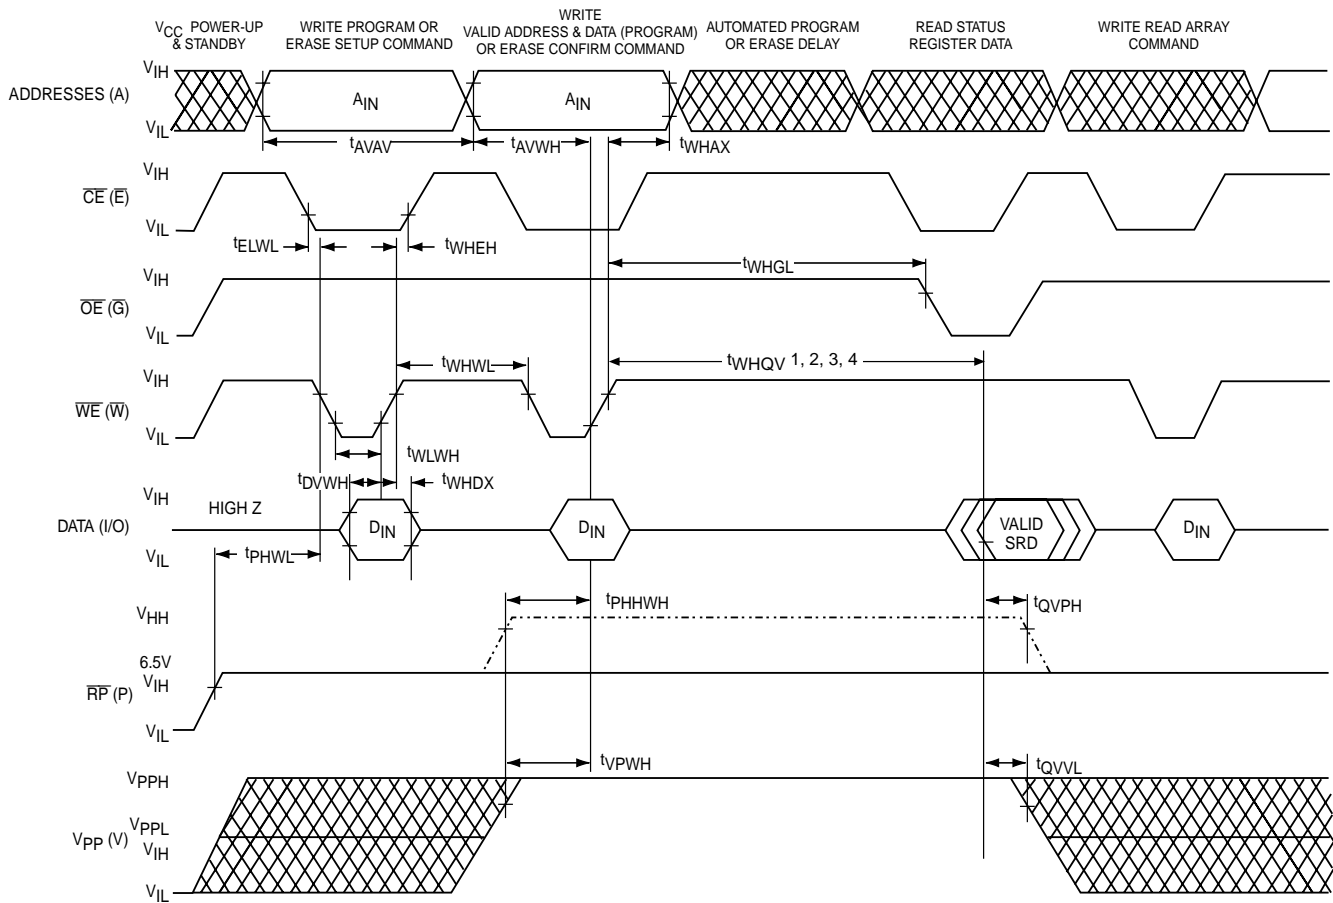 VCC POWER-UP
& STANDBY
WRITE PROGRAM OR
ERASE SETUP COMMAND
WRITE
VALID ADDRESS & DATA (PROGRAM)
OR ERASE CONFIRM COMMAND
AUTOMATED PROGRAM
OR ERASE DELAY
READ STATUS
REGISTER DATA
WRITE READ ARRAY
COMMAND
ADDRESSES (A)
VIH
VIL
AIN
AIN
tAVAV
tAVWH
tWHAX
CE (E)
VIH
VIL
tELWL
tWHEH
OE (G)
VIH
VIL
tWHGL
WE (W)
VIH
VIL
tWHWL
tWHQV 1, 2, 3, 4
tWLWH
tDVWH
tWHDX
DATA (I/O)
VIH
VIL
HIGH Z
DIN
DIN
VALID
SRD
DIN
tPHWL
tPHHWH
tQVPH
VHH
6.5V
VIH
RP (P)
VIL
tVPWH
tQVVL
VPPH
VPPL
VPP (V)
VIH
VIL